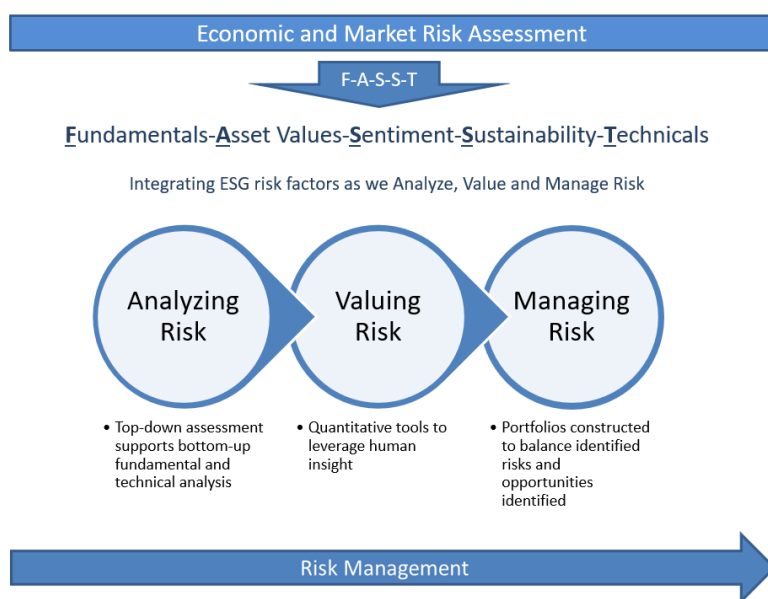 Economic and Market Risk Assessment
F-A-S-S-T
Fundamentals-Asset Values-Sentiment-Sustainability-Technicals
Integrating ESG risk factors as we Analyze, Value and Manage Risk
Analyzing
Risk
Valuing
Risk
Managing
Risk
• Top-down assessment
supports bottom-up
fundamental and
technical analysis
• Quantitative tools to
leverage human
insight
• Portfolios constructed
to balance identified
risks and
opportunities
identified
Risk Management